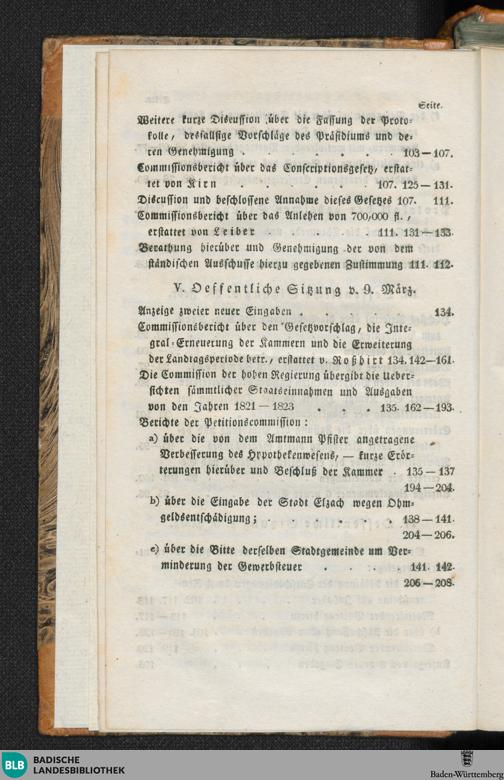 Seite.
Weitere kurze Discussion über die Fassung der Proto-
kolle, desfallsige Vorschläge des Präsidiums und de-
ren Genehmigung . . . . . 103—107.
Commissionsbericht über das Conscriptionsgesetz, erstat-
tet von Kirn . . . . 107. 125—131.
Discussion und beschlossene Annahme dieses Gesetzes 107. 111.
Commissionsbericht über das Anlehen von 700,000 fl.,
erstattet von Leiber . . . . 111. 131—133.
Berathung hierüber und Genehmigung der von dem
ständischen Ausschusse hierzu gegebenen Zustimmung 111. 112.
V. Oeffentliche Sitzung v. 9. März.
Anzeige zweier neuer Eingaben . . . . . 134.
Commissionsbericht über den Gesetzvorschlag, die Inte-
gral-Erneuerung der Kammern und die Erweiterung
der Landtagsperiode betr., erstattet v. Roßhirt 134. 142—161.
Die Commission der hohen Regierung übergibt die Ueber-
sichten sämmtlicher Staatseinnahmen und Ausgaben
von den Jahren 1821—1823 . . . 135. 162—193.
Berichte der Petitionscommission:
a) über die von dem Amtmann Pfister angetragene
Verbesserung des Hypothekenwesens, — kurze Erör-
terungen hierüber und Beschluß der Kammer . 135—137
194—204.
b) über die Eingabe der Stadt Elzach wegen Ohm-
geldsentschädigung; . . . . . 138—141.
204—206.
c) über die Bitte derselben Stadtgemeinde um Ver-
minderung der Gewerbsteuer . . . . 141. 142.
206—208.
BLB BADISCHE
LANDESBIBLIOTHEK
Baden-Württemberg